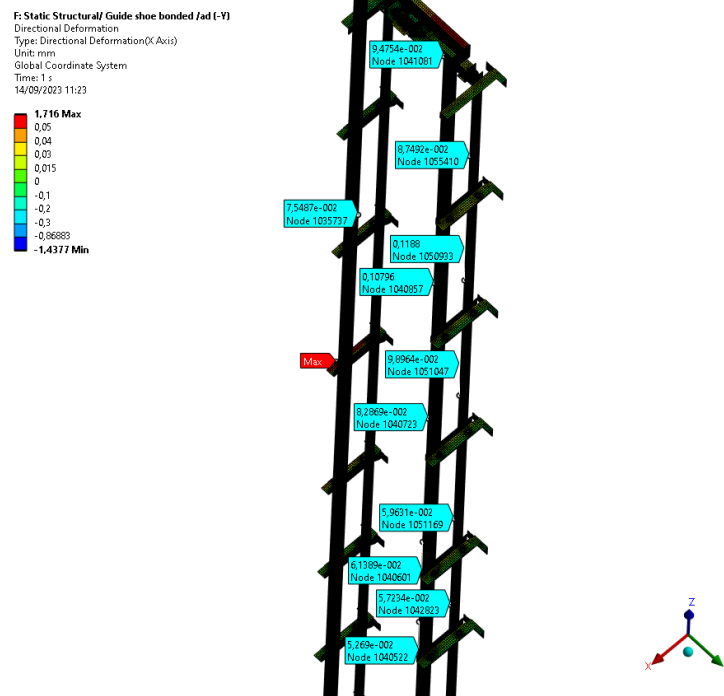 F: Static Structural/ Guide shoe bonded /ad (-Y)
Directional Deformation
Type: Directional Deformation(X Axis)
Unit: mm
Global Coordinate System
Time: 1 s
14/09/2023 11:23
1,716 Max
0,05
0,04
0,03
0,015
0
-0,1
-0,2
-0,3
-0,86883
-1,4377 Min
9,4754e-002
Node 1041081
8,7492e-002
Node 1055410
7,5487e-002
Node 1035737
0,1188
Node 1050933
0,10796
Node 1040857
Max
9,8964e-002
Node 1051047
8,2869e-002
Node 1040723
5,9631e-002
Node 1051169
6,1389e-002
Node 1040601
5,7234e-002
Node 1042823
5,269e-002
Node 1040522
Z
X